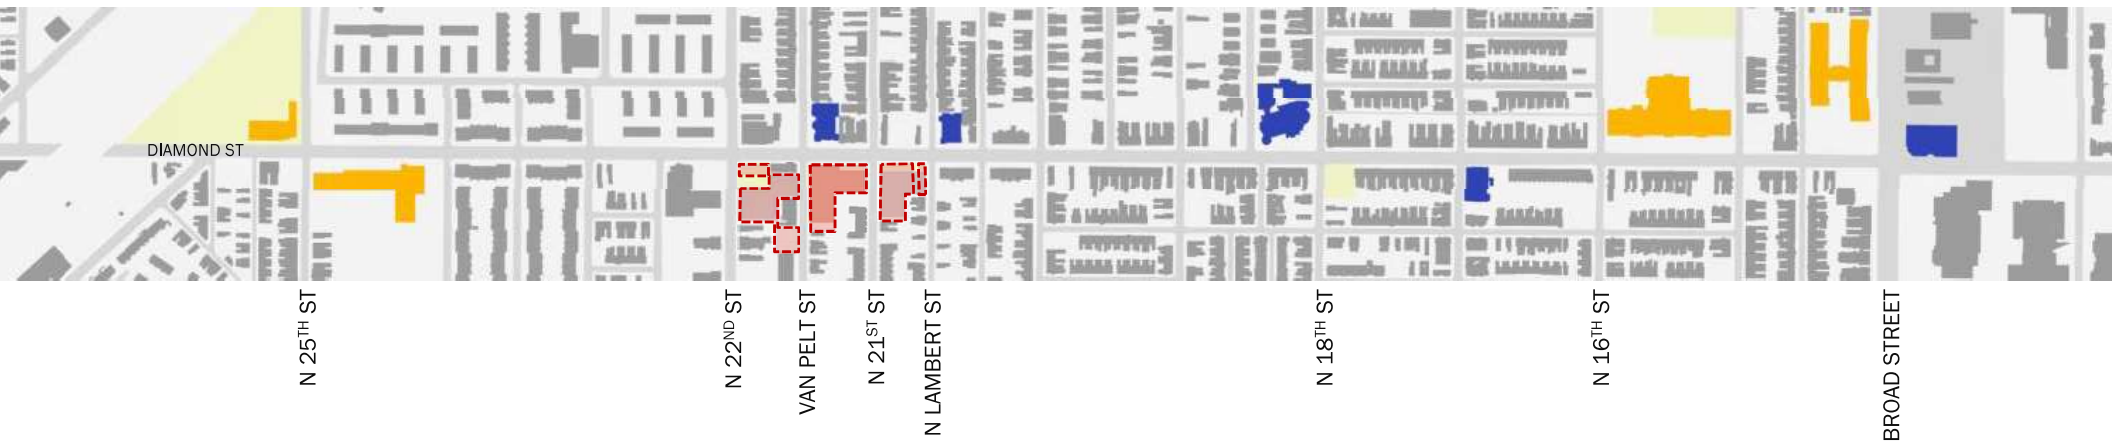 DIAMOND ST
N 25TH ST
N 22ND ST
VAN PELT ST
N 21ST ST
N LAMBERT ST
N 18TH ST
N 16TH ST
BROAD STREET